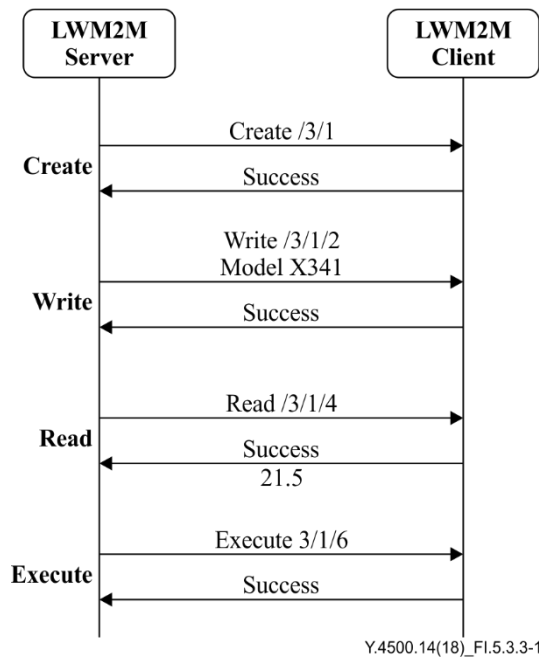 LWM2M
Server
LWM2M
Client
Create /3/1
Create
Success
Write /3/1/2
Model X341
Write
Success
Read /3/1/4
Read
Success
21.5
Execute 3/1/6
Execute
Success
Y.4500.14(18)_FI.5.3.3-1